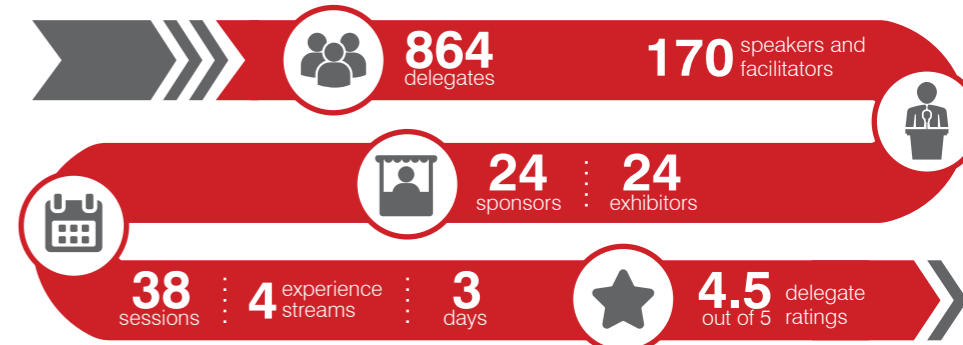 864
delegates
170 speakers and
facilitators
24
sponsors
24
exhibitors
38
sessions
4 experience
streams
3
days
4.5 delegate
out of 5 ratings